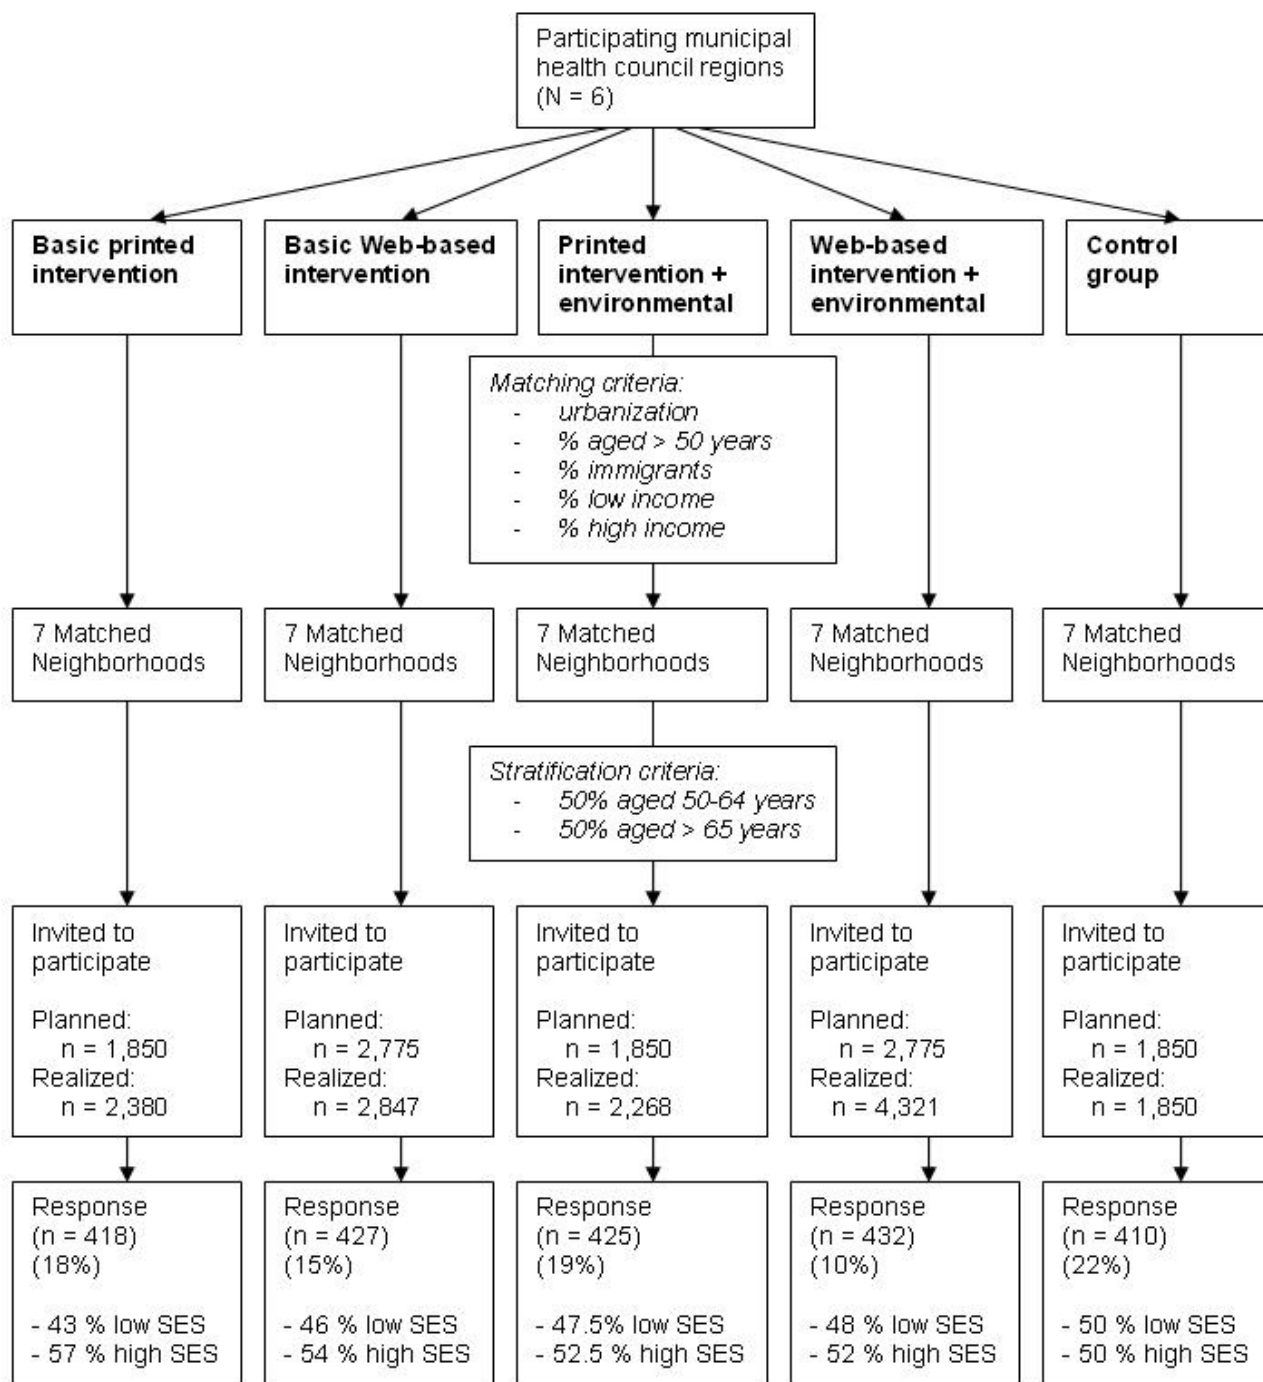 Participating municipal
health council regions
(N = 6)
Basic printed
intervention
Basic Web-based
intervention
Printed
intervention +
environmental
Web-based
intervention +
environmental
Control
group
Matching criteria:
- urbanization
- % aged > 50 years
- % immigrants
- % low income
- % high income
7 Matched
Neighborhoods
7 Matched
Neighborhoods
7 Matched
Neighborhoods
7 Matched
Neighborhoods
7 Matched
Neighborhoods
Stratification criteria:
- 50% aged 50-64 years
- 50% aged > 65 years
Invited to
participate
Planned:
n = 1,850
Realized:
n = 2,380
Invited to
participate
Planned:
n = 2,775
Realized:
n = 2,847
Invited to
participate
Planned:
n = 1,850
Realized:
n = 2,268
Invited to
participate
Planned:
n = 2,775
Realized:
n = 4,321
Invited to
participate
Planned:
n = 1,850
Realized:
n = 1,850
Response
(n = 418)
(18%)
- 43 % low SES
- 57 % high SES
Response
(n = 427)
(15%)
- 46 % low SES
- 54 % high SES
Response
(n = 425)
(19%)
- 47.5% low SES
- 52.5 % high SES
Response
(n = 432)
(10%)
- 48 % low SES
- 52 % high SES
Response
(n = 410)
(22%)
- 50 % low SES
- 50 % high SES